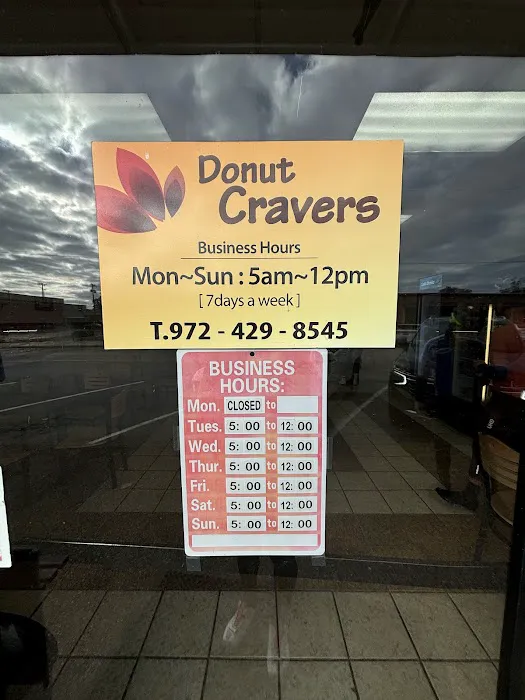 Donut
Cravers
Business Hours
Mon~Sun : 5am~12pm
[ 7days a week ]
T.972 - 429 - 8545
BUSINESS
HOURS:
Mon. CLOSED to
Tues. 5: 00 to 12: 00
Wed. 5: 00 to 12: 00
Thur. 5: 00 to 12: 00
Fri. 5: 00 to 12: 00
Sat. 5: 00 to 12: 00
Sun. 5: 00 to 12: 00